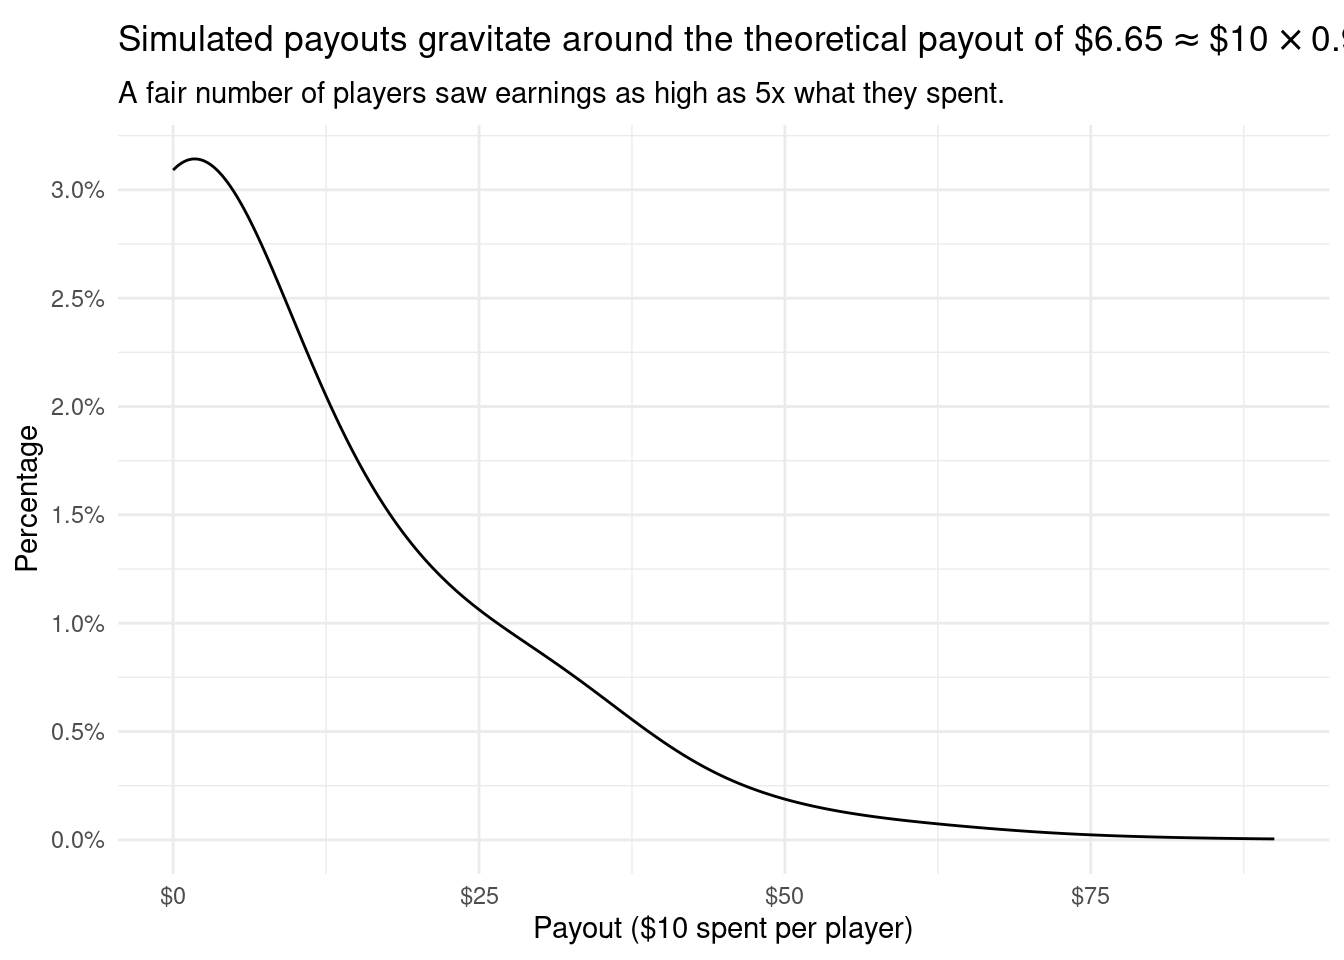 Simulated payouts gravitate around the theoretical payout of $6.65 ≈ $10 × 0.
A fair number of players saw earnings as high as 5x what they spent.
3.0%
2.5%
2.0%
1.5%
1.0%
0.5%
0.0%
Percentage
$0 $25 $50 $75
Payout ($10 spent per player)